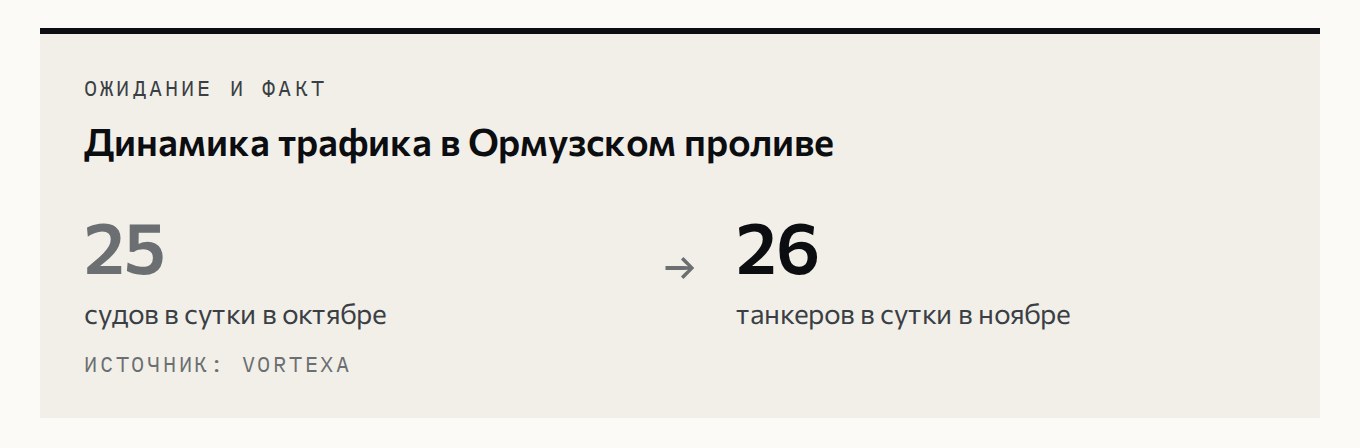 ОЖИДАНИЕ И ФАКТ
Динамика трафика в Ормузском проливе
25 → 26
судов в сутки в октябре танкеров в сутки в ноябре
ИСТОЧНИК: VORTEXA